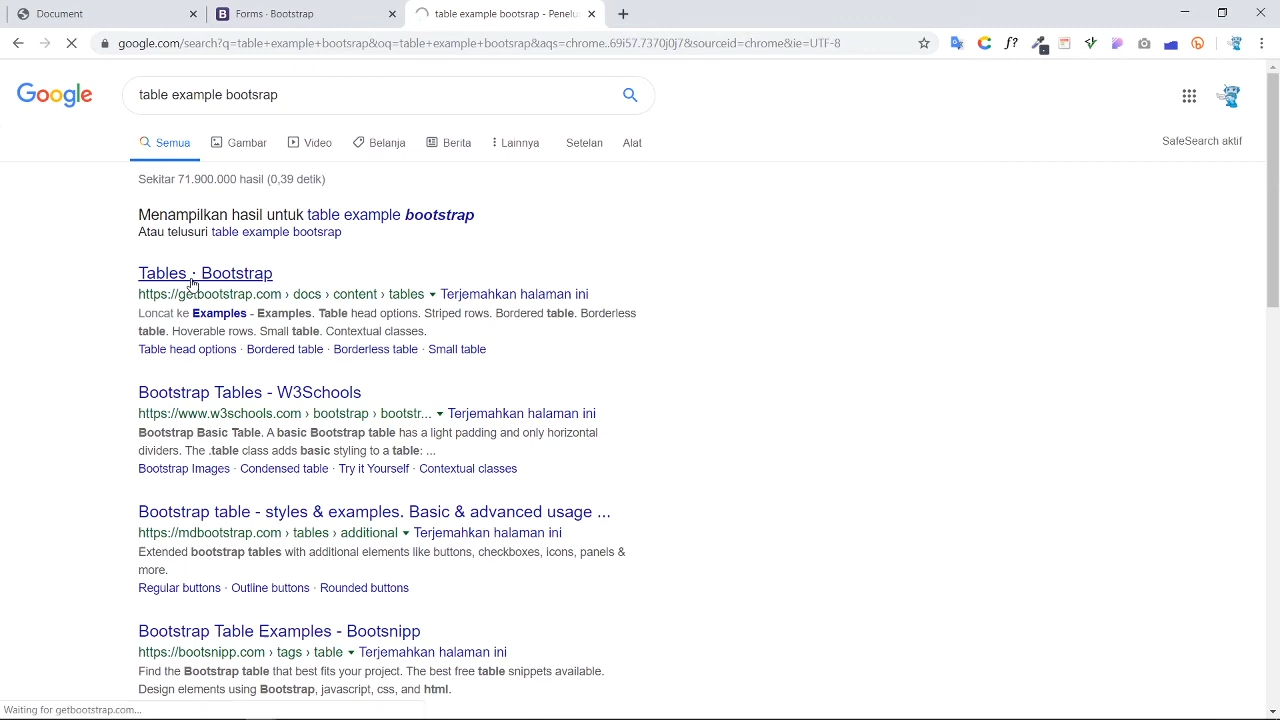 Document
Forms · Bootstrap
table example bootsrap - Penelu
google.com/search?q=table+example+bootsrap&oq=table+example+bootsrap&aqs=chrome..69i57.7370j0j7&sourceid=chrome&ie=UTF-8
Google
table example bootsrap
Semua
Gambar
Video
Belanja
Berita
Lainnya
Setelan
Alat
SafeSearch aktif
Sekitar 71.900.000 hasil (0,39 detik)
Menampilkan hasil untuk table example bootstrap
Atau telusuri table example bootsrap
Tables · Bootstrap
https://getbootstrap.com › docs › content › tables ▾ Terjemahkan halaman ini
Loncat ke Examples - Examples. Table head options. Striped rows. Bordered table. Borderless
table. Hoverable rows. Small table. Contextual classes.
Table head options · Bordered table · Borderless table · Small table
Bootstrap Tables - W3Schools
https://www.w3schools.com › bootstrap › bootstr... ▾ Terjemahkan halaman ini
Bootstrap Basic Table. A basic Bootstrap table has a light padding and only horizontal
dividers. The .table class adds basic styling to a table: ...
Bootstrap Images · Condensed table · Try it Yourself · Contextual classes
Bootstrap table - styles & examples. Basic & advanced usage ...
https://mdbootstrap.com › tables › additional ▾ Terjemahkan halaman ini
Extended bootstrap tables with additional elements like buttons, checkboxes, icons, panels &
more.
Regular buttons · Outline buttons · Rounded buttons
Bootstrap Table Examples - Bootsnipp
https://bootsnipp.com › tags › table ▾ Terjemahkan halaman ini
Find the Bootstrap table that best fits your project. The best free table snippets available.
Design elements using Bootstrap, javascript, css, and html.
Waiting for getbootstrap.com...